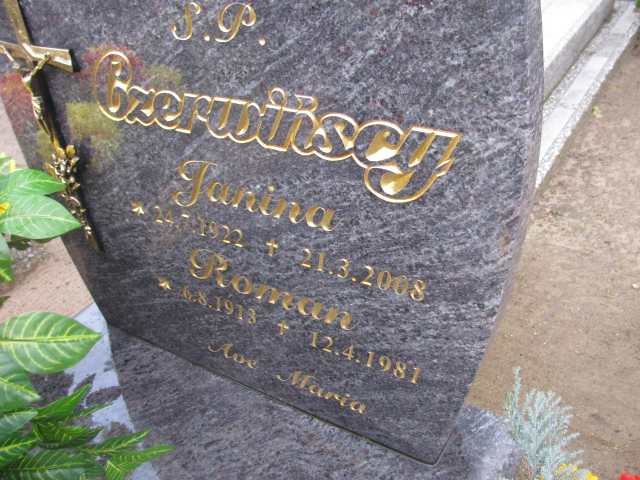 S.P.
Czerwińscy
Janina
24.7.1922 † 21.3.2008
Roman
6.8.1913 † 12.4.1981
Ave Maria